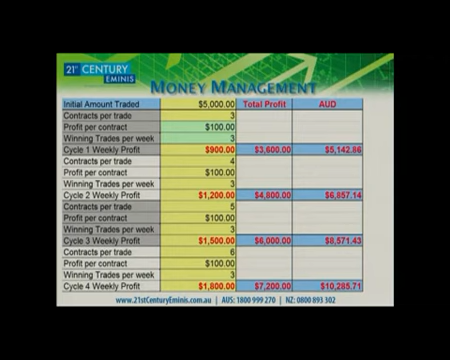 21st CENTURY
EMINIS
MONEY MANAGEMENT
Initial Amount Traded $5,000.00 Total Profit AUD
Contracts per trade 3
Profit per contract $100.00
Winning Trades per week 3
Cycle 1 Weekly Profit $900.00 $3,600.00 $5,142.86
Contracts per trade 4
Profit per contract $100.00
Winning Trades per week 3
Cycle 2 Weekly Profit $1,200.00 $4,800.00 $6,857.14
Contracts per trade 5
Profit per contract $100.00
Winning Trades per week 3
Cycle 3 Weekly Profit $1,500.00 $6,000.00 $8,571.43
Contracts per trade 6
Profit per contract $100.00
Winning Trades per week 3
Cycle 4 Weekly Profit $1,800.00 $7,200.00 $10,285.71
www.21stCenturyEminis.com.au | AUS: 1800 999 270 | NZ: 0800 893 302